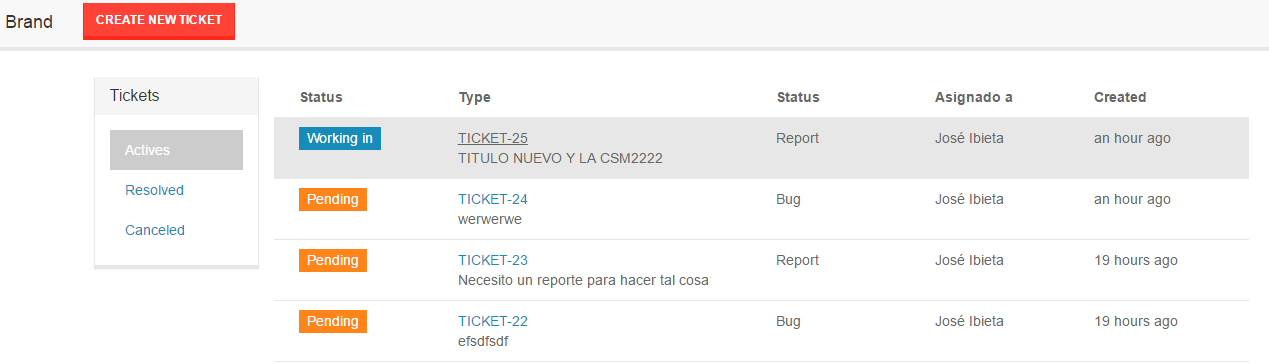 Brand CREATE NEW TICKET
Tickets
Actives
Resolved
Canceled
Status Type Status Asignado a Created
Working in TICKET-25 Report José Ibieta an hour ago
TITULO NUEVO Y LA CSM2222
Pending TICKET-24 Bug José Ibieta an hour ago
werwerwe
Pending TICKET-23 Report José Ibieta 19 hours ago
Necesito un reporte para hacer tal cosa
Pending TICKET-22 Bug José Ibieta 19 hours ago
efsdfsdf